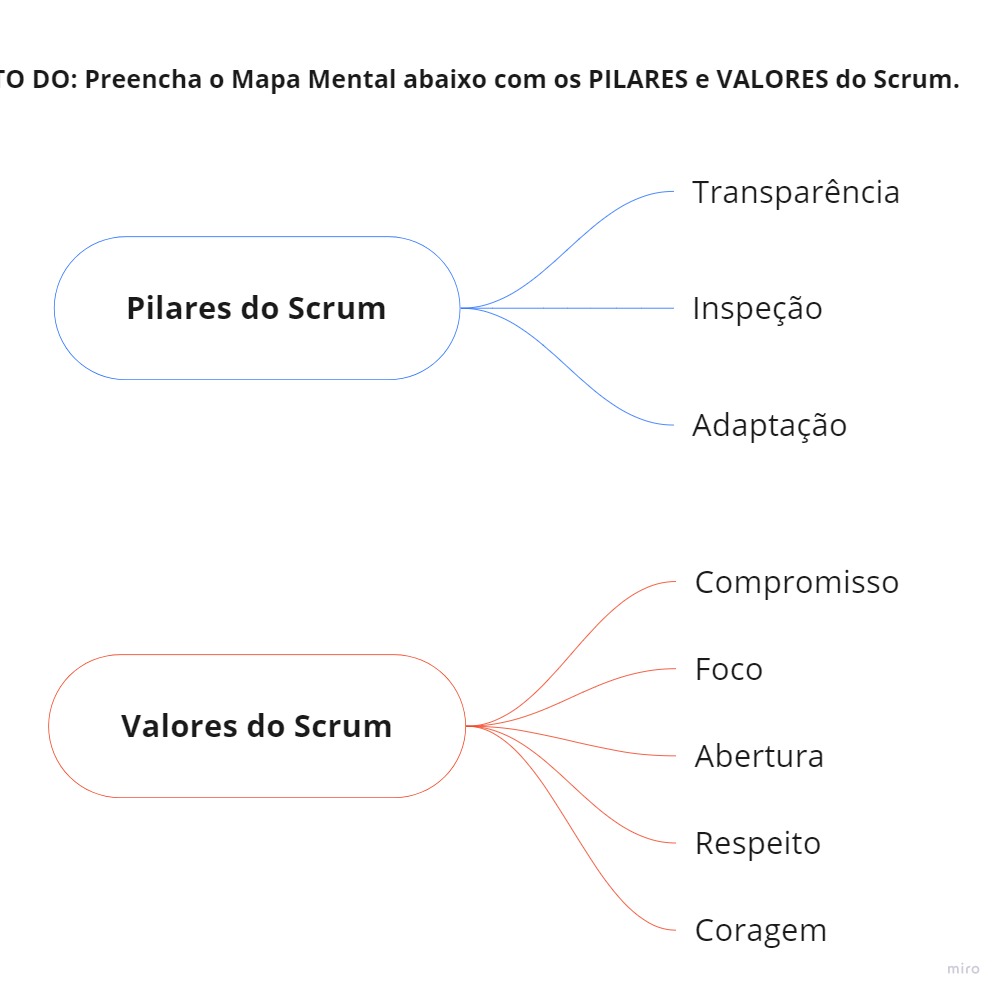 TO DO: Preencha o Mapa Mental abaixo com os PILARES e VALORES do Scrum.
Pilares do Scrum
Transparência
Inspeção
Adaptação
Valores do Scrum
Compromisso
Foco
Abertura
Respeito
Coragem
miro